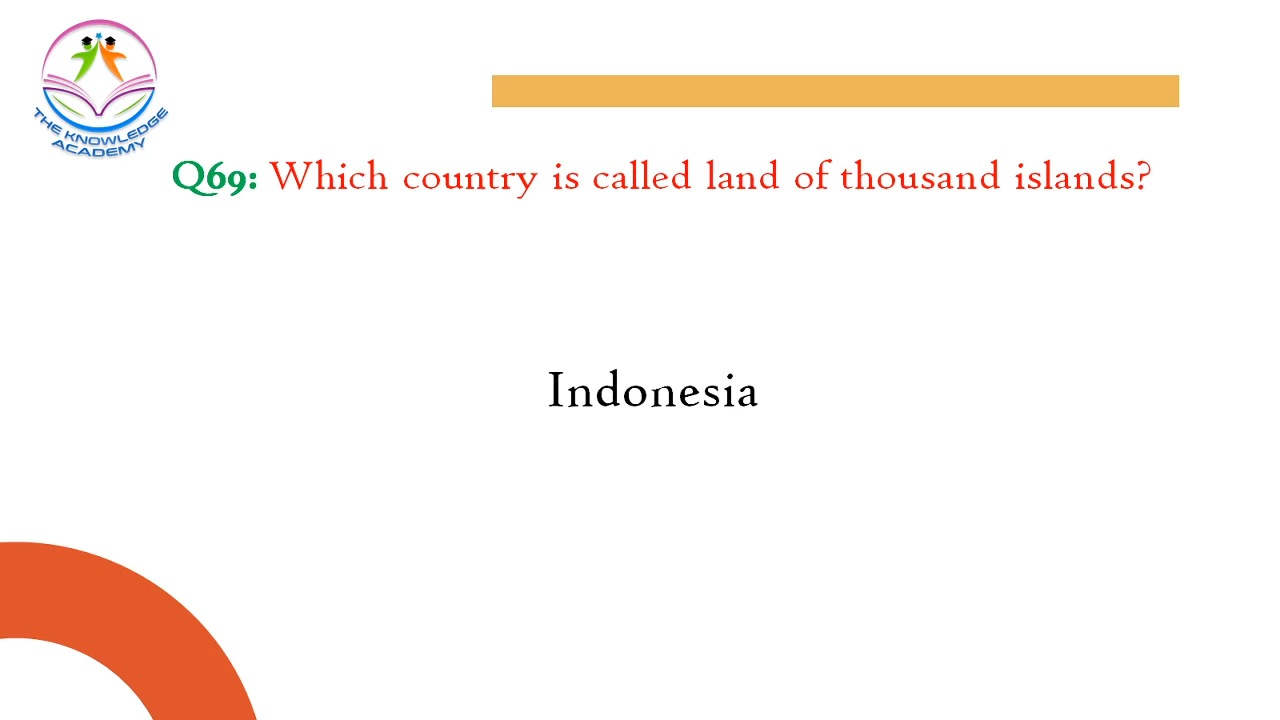 THE KNOWLEDGE
ACADEMY
Q69: Which country is called land of thousand islands?
Indonesia